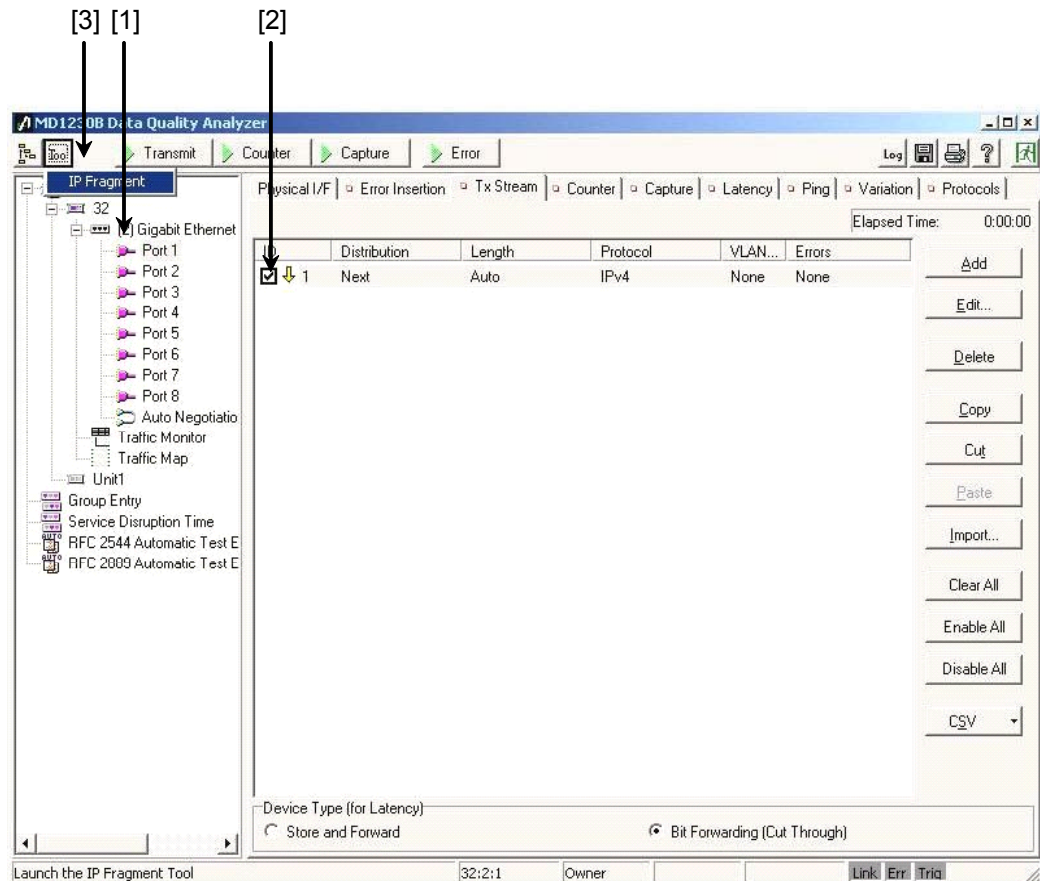 [3] [1] [2]
MD1230B Data Quality Analyzer
Tool Transmit Counter Capture Error Log
IP Fragment
Physical I/F Error Insertion Tx Stream Counter Capture Latency Ping Variation Protocols
32
Elapsed Time: 0:00:00
Gigabit Ethernet
Port 1
Port 2
Port 3
Port 4
Port 5
Port 6
Port 7
Port 8
Auto Negotiatio
Traffic Monitor
Traffic Map
Unit1
Group Entry
Service Disruption Time
RFC 2544 Automatic Test E
RFC 2889 Automatic Test E
ID Distribution Length Protocol VLAN... Errors
1 Next Auto IPv4 None None
Add
Edit...
Delete
Copy
Cut
Paste
Import...
Clear All
Enable All
Disable All
CSV
Device Type (for Latency)
Store and Forward Bit Forwarding (Cut Through)
Launch the IP Fragment Tool 32:2:1 Owner Link Err Trig